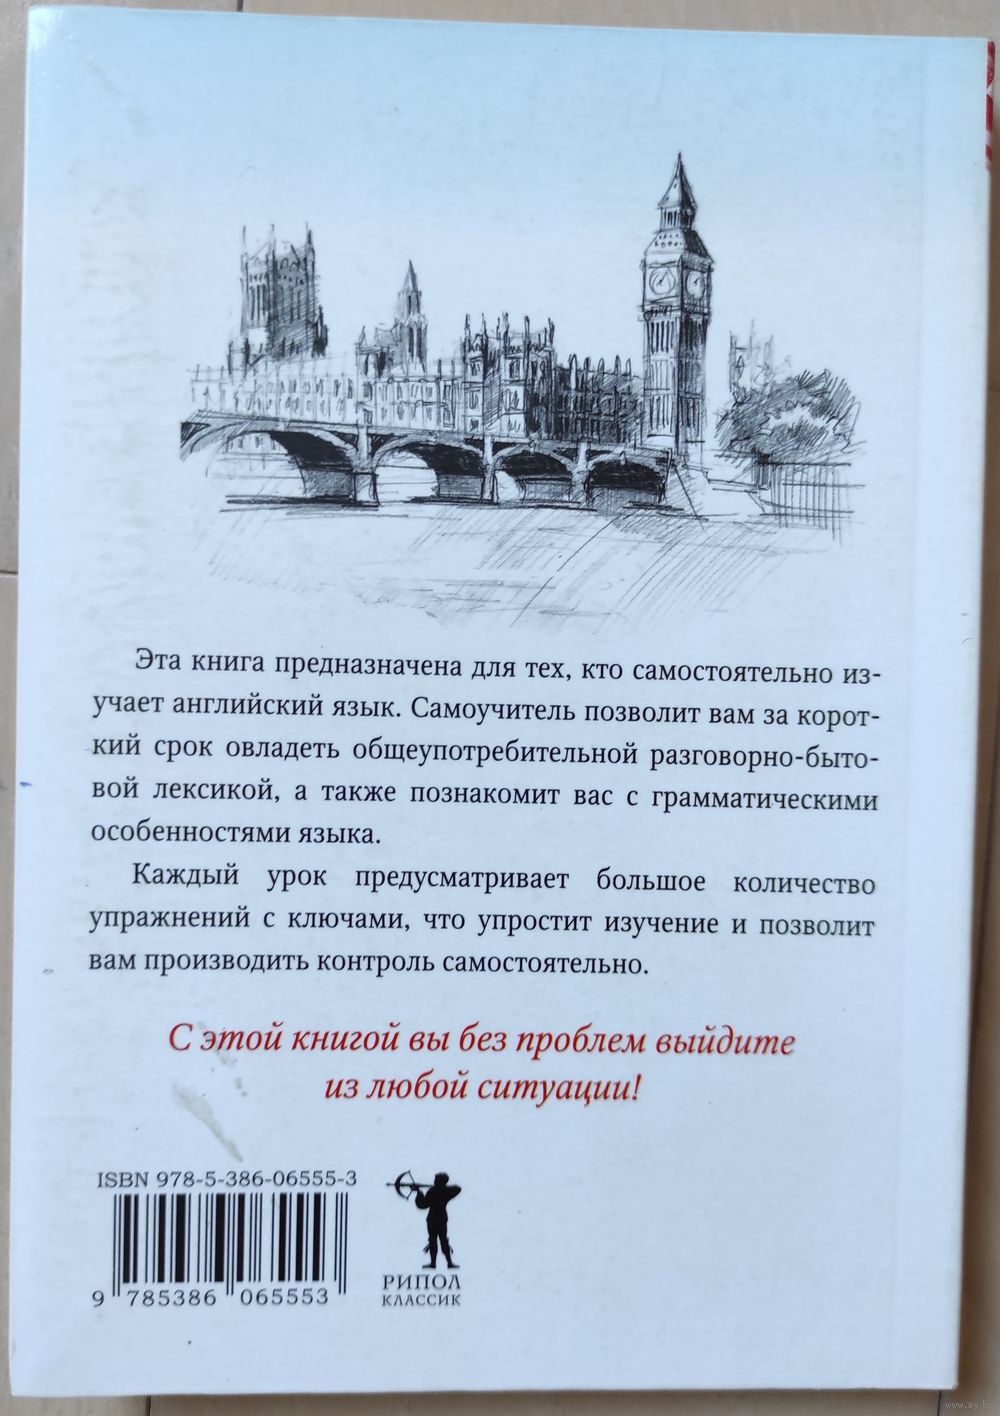 Эта книга предназначена для тех, кто самостоятельно из-
учает английский язык. Самоучитель позволит вам за корот-
кий срок овладеть общеупотребительной разговорно-быто-
вой лексикой, а также познакомит вас с грамматическими
особенностями языка.
Каждый урок предусматривает большое количество
упражнений с ключами, что упростит изучение и позволит
вам производить контроль самостоятельно.
С этой книгой вы без проблем выйдите
из любой ситуации!
ISBN 978-5-386-06555-3
9 785386 065553
РИПОЛ
КЛАССИК
www.ay.by